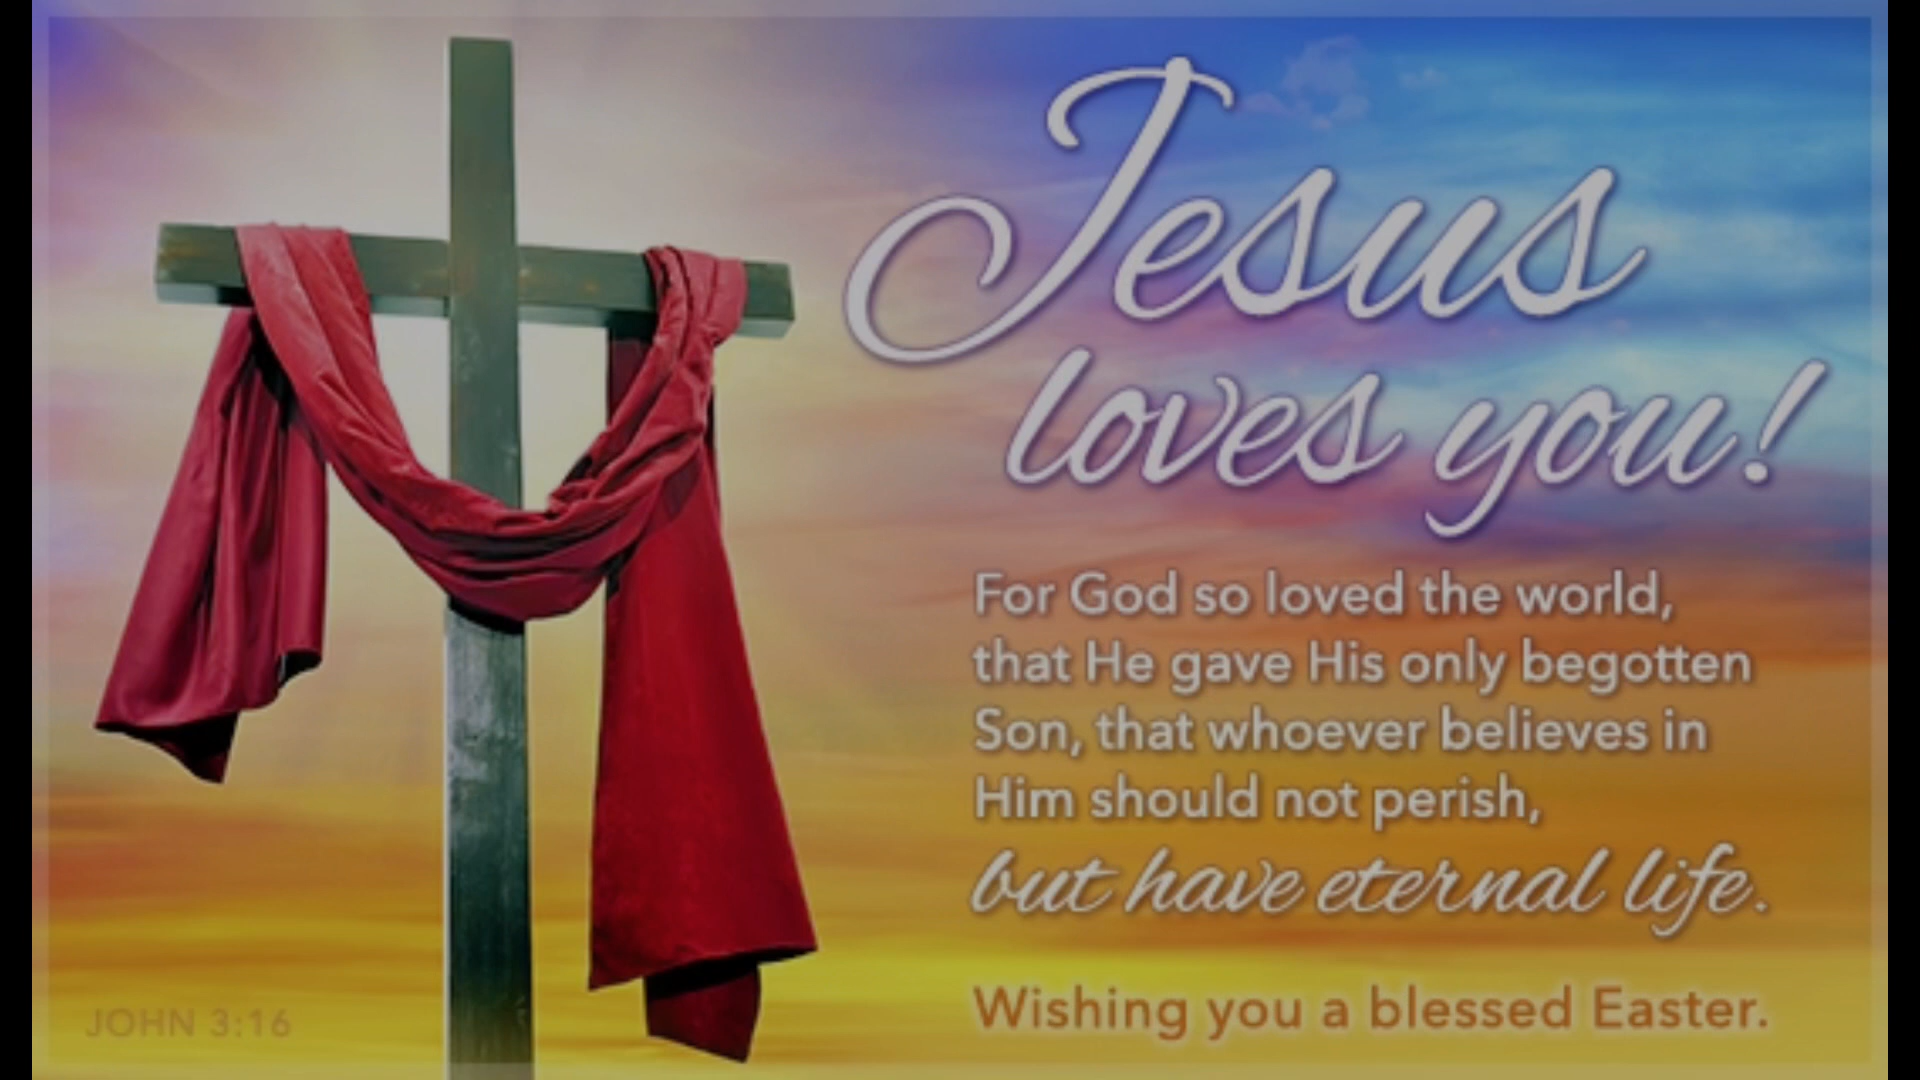 Jesus
loves you!
For God so loved the world,
that He gave His only begotten
Son, that whoever believes in
Him should not perish,
but have eternal life.
Wishing you a blessed Easter.
JOHN 3:16